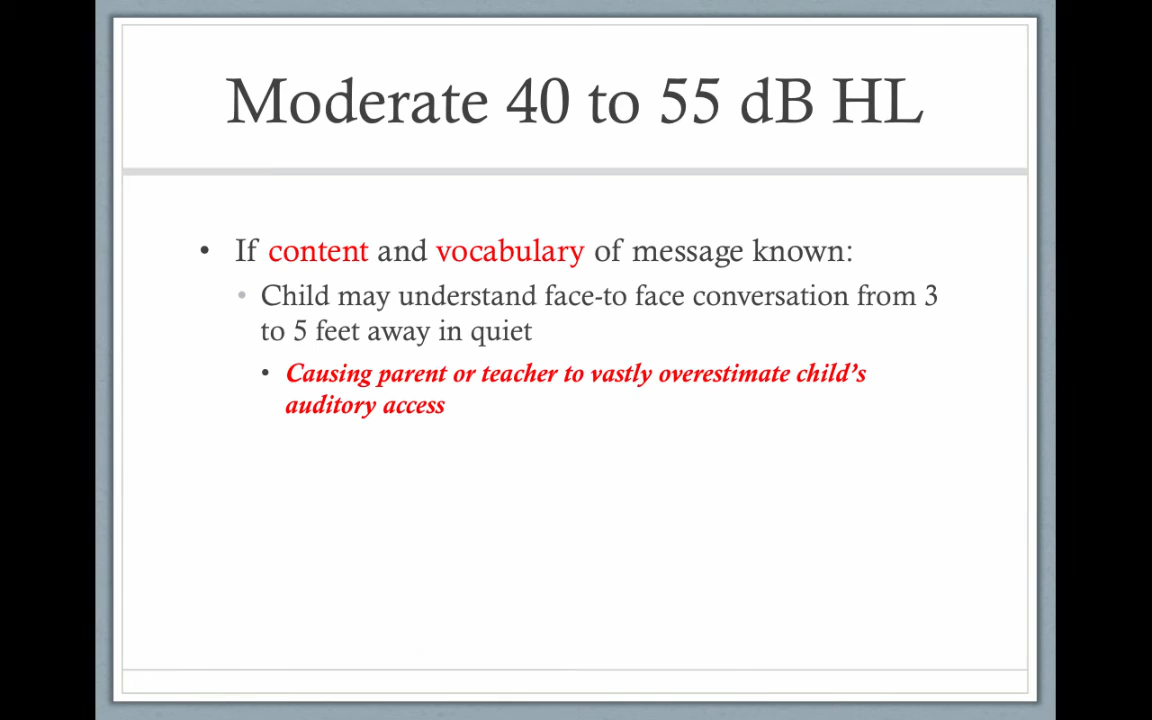 Moderate 40 to 55 dB HL
• If content and vocabulary of message known:
• Child may understand face-to face conversation from 3
to 5 feet away in quiet
• Causing parent or teacher to vastly overestimate child’s
auditory access